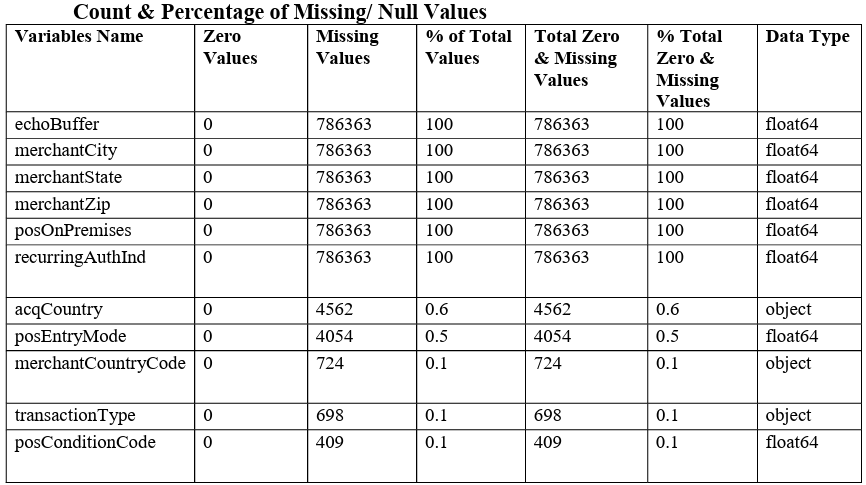 Count & Percentage of Missing/ Null Values
Variables Name Zero Values Missing Values % of Total Values Total Zero & Missing Values % Total Zero & Missing Values Data Type
echoBuffer 0 786363 100 786363 100 float64
merchantCity 0 786363 100 786363 100 float64
merchantState 0 786363 100 786363 100 float64
merchantZip 0 786363 100 786363 100 float64
posOnPremises 0 786363 100 786363 100 float64
recurringAuthInd 0 786363 100 786363 100 float64
acqCountry 0 4562 0.6 4562 0.6 object
posEntryMode 0 4054 0.5 4054 0.5 float64
merchantCountryCode 0 724 0.1 724 0.1 object
transactionType 0 698 0.1 698 0.1 object
posConditionCode 0 409 0.1 409 0.1 float64